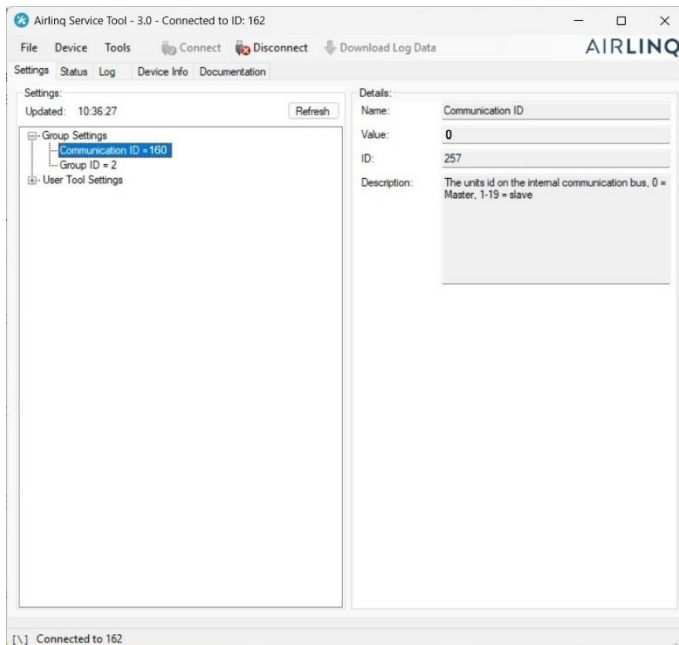 Airlinq Service Tool - 3.0 - Connected to ID: 162
File Device Tools Connect Disconnect Download Log Data AIRLINQ
Settings Status Log Device Info Documentation
Settings:
Updated: 10:36:27 Refresh
Group Settings
Communication ID = 160
Group ID = 2
User Tool Settings
Details:
Name: Communication ID
Value: 0
ID: 257
Description: The units id on the internal communication bus, 0 =
Master, 1-19 = slave
[\] Connected to 162